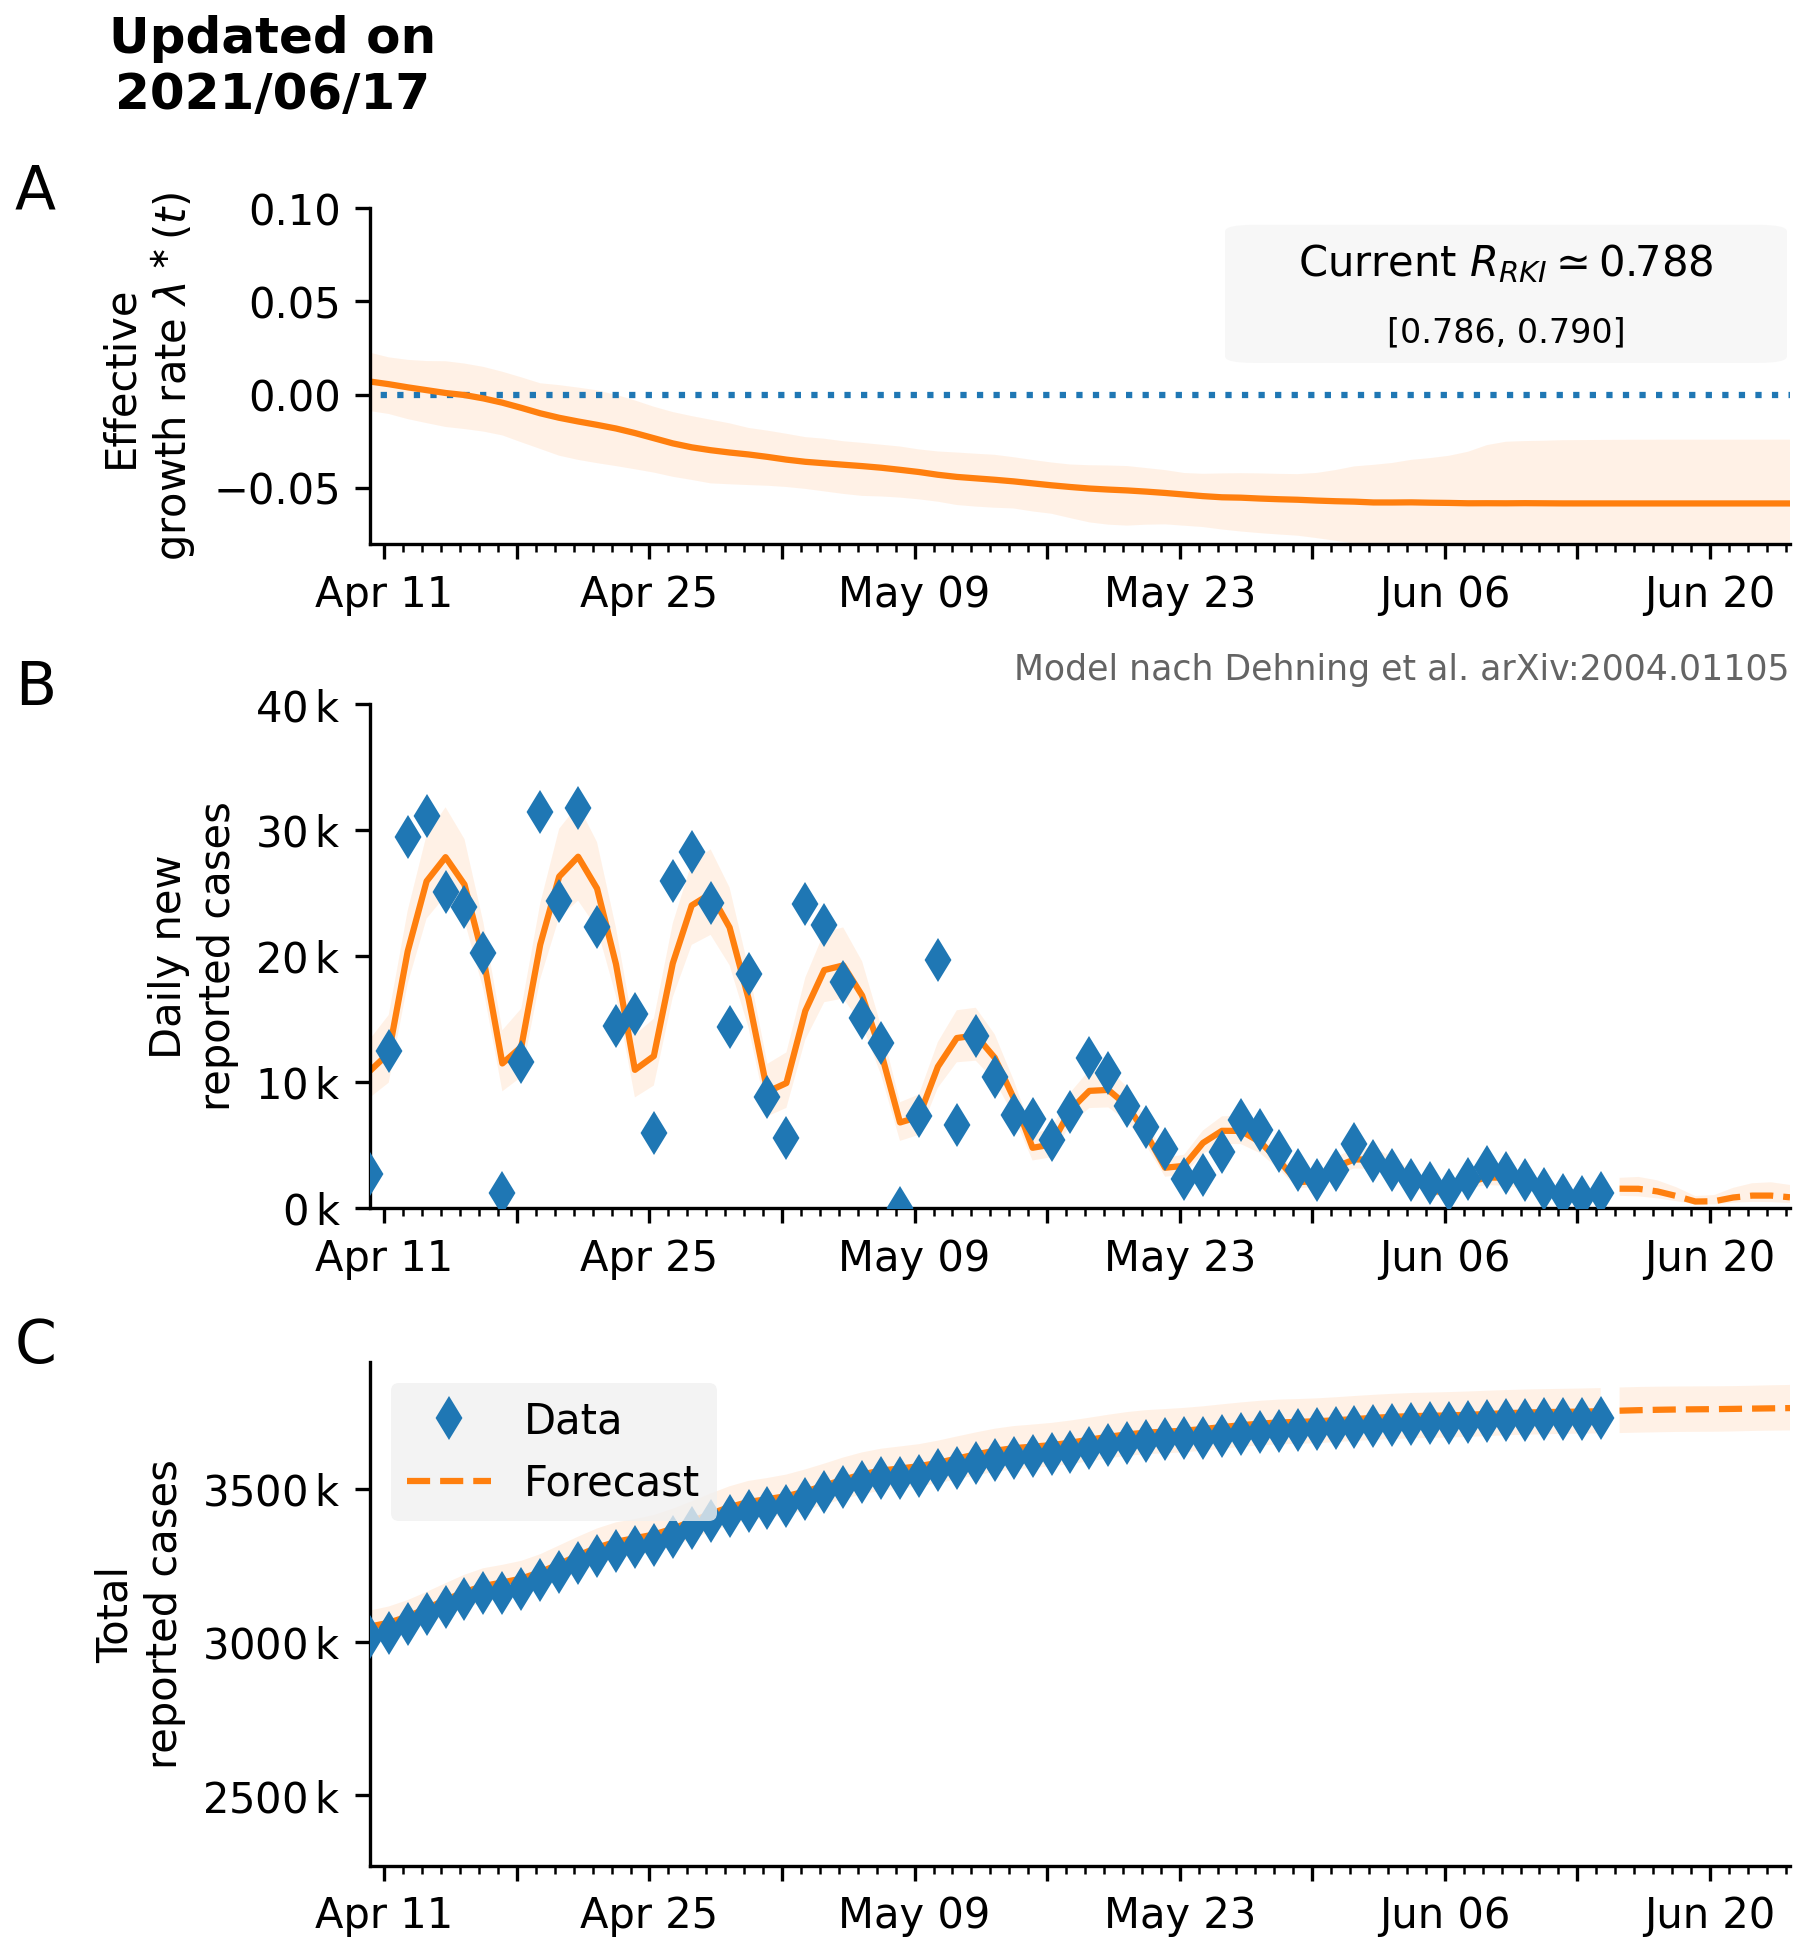 Updated on
2021/06/17
A
Effective
growth rate λ * (t)
0.10
0.05
0.00
−0.05
Current R_RKI ≃ 0.788
[0.786, 0.790]
Apr 11
Apr 25
May 09
May 23
Jun 06
Jun 20
Model nach Dehning et al. arXiv:2004.01105
B
Daily new
reported cases
40 k
30 k
20 k
10 k
0 k
Apr 11
Apr 25
May 09
May 23
Jun 06
Jun 20
C
Total
reported cases
Data
Forecast
3500 k
3000 k
2500 k
Apr 11
Apr 25
May 09
May 23
Jun 06
Jun 20